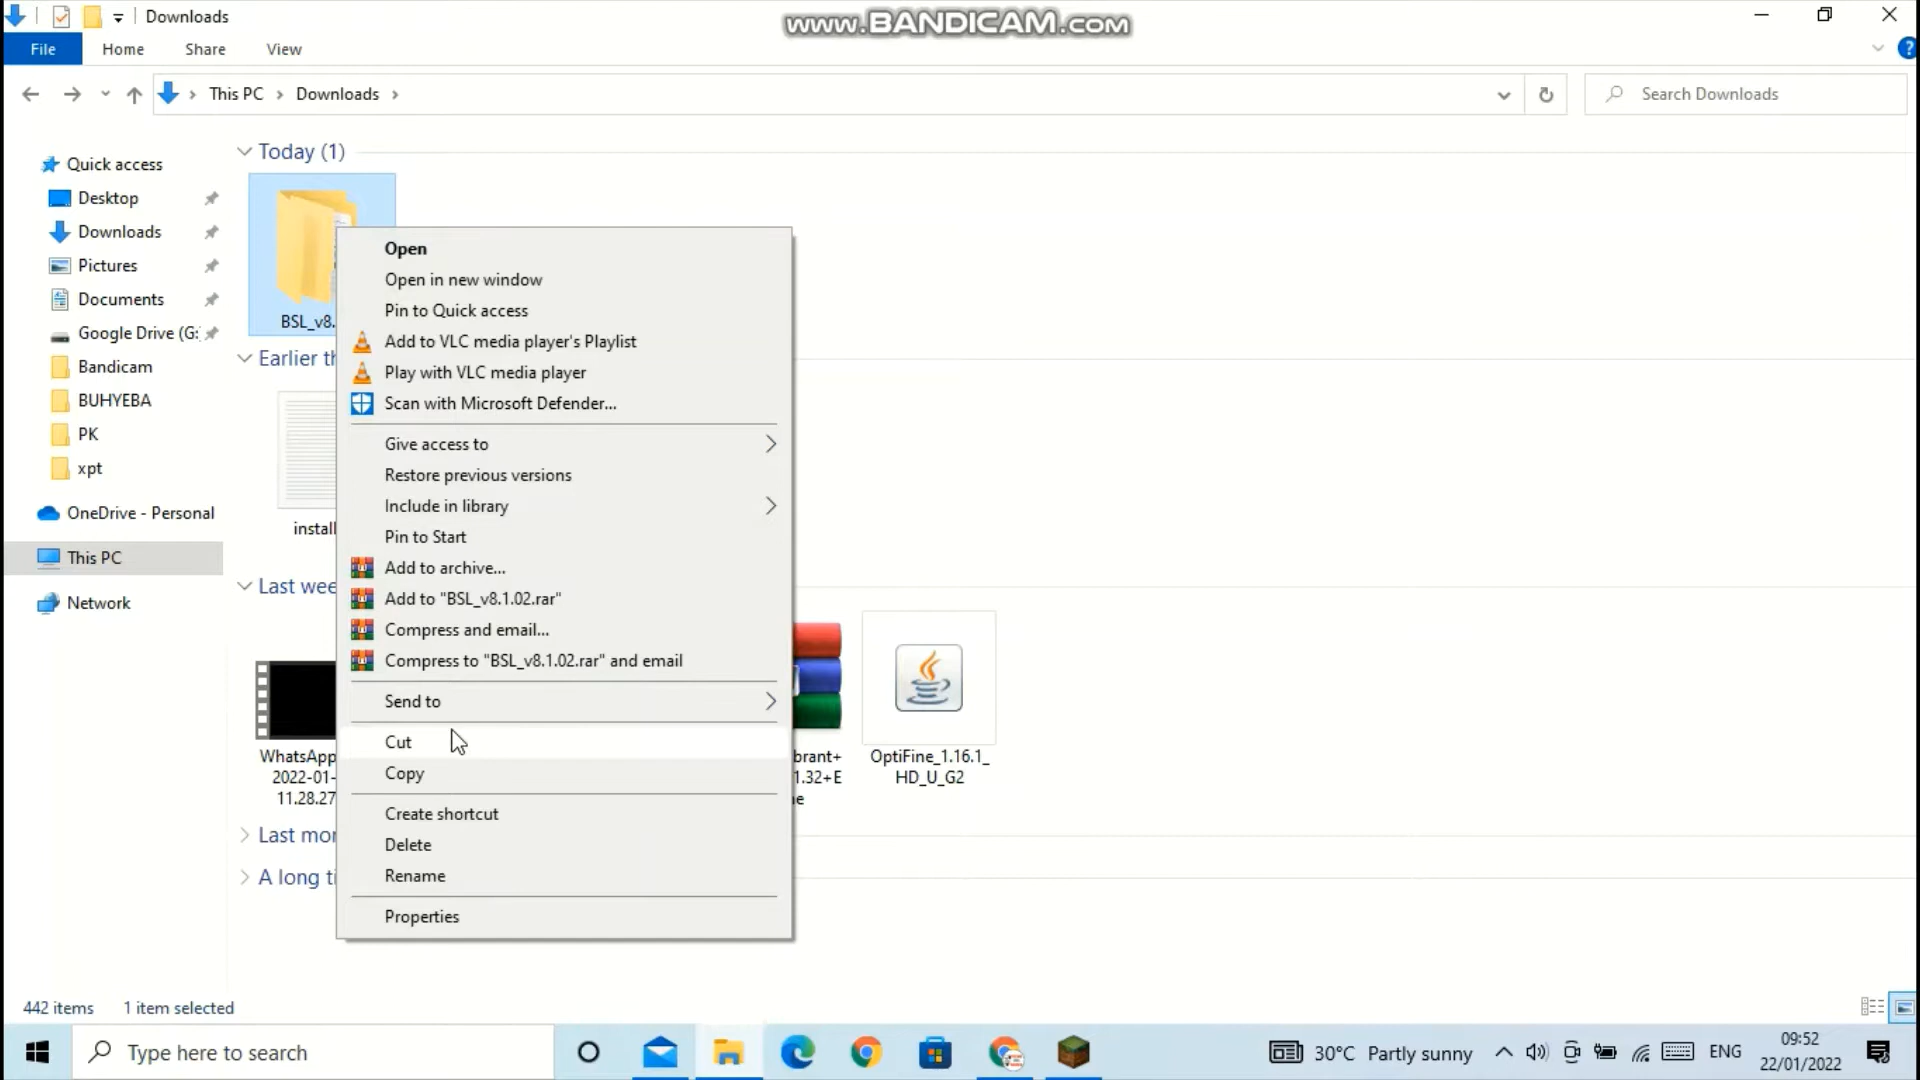 Downloads
www.BANDICAM.com
File
Home
Share
View
?
This PC
Downloads
Search Downloads
Quick access
Desktop
Downloads
Pictures
Documents
Google Drive (G:
Bandicam
BUHYEBA
PK
xpt
OneDrive - Personal
This PC
Network
Today (1)
BSL_v8.
Earlier th
install
Last wee
WhatsApp
2022-01-
11.28.27
brant+
1.32+E
ne
OptiFine_1.16.1_
HD_U_G2
Last mor
A long ti
Open
Open in new window
Pin to Quick access
Add to VLC media player's Playlist
Play with VLC media player
Scan with Microsoft Defender...
Give access to
Restore previous versions
Include in library
Pin to Start
Add to archive...
Add to "BSL_v8.1.02.rar"
Compress and email...
Compress to "BSL_v8.1.02.rar" and email
Send to
Cut
Copy
Create shortcut
Delete
Rename
Properties
442 items
1 item selected
Type here to search
30°C Partly sunny
ENG
09:52
22/01/2022